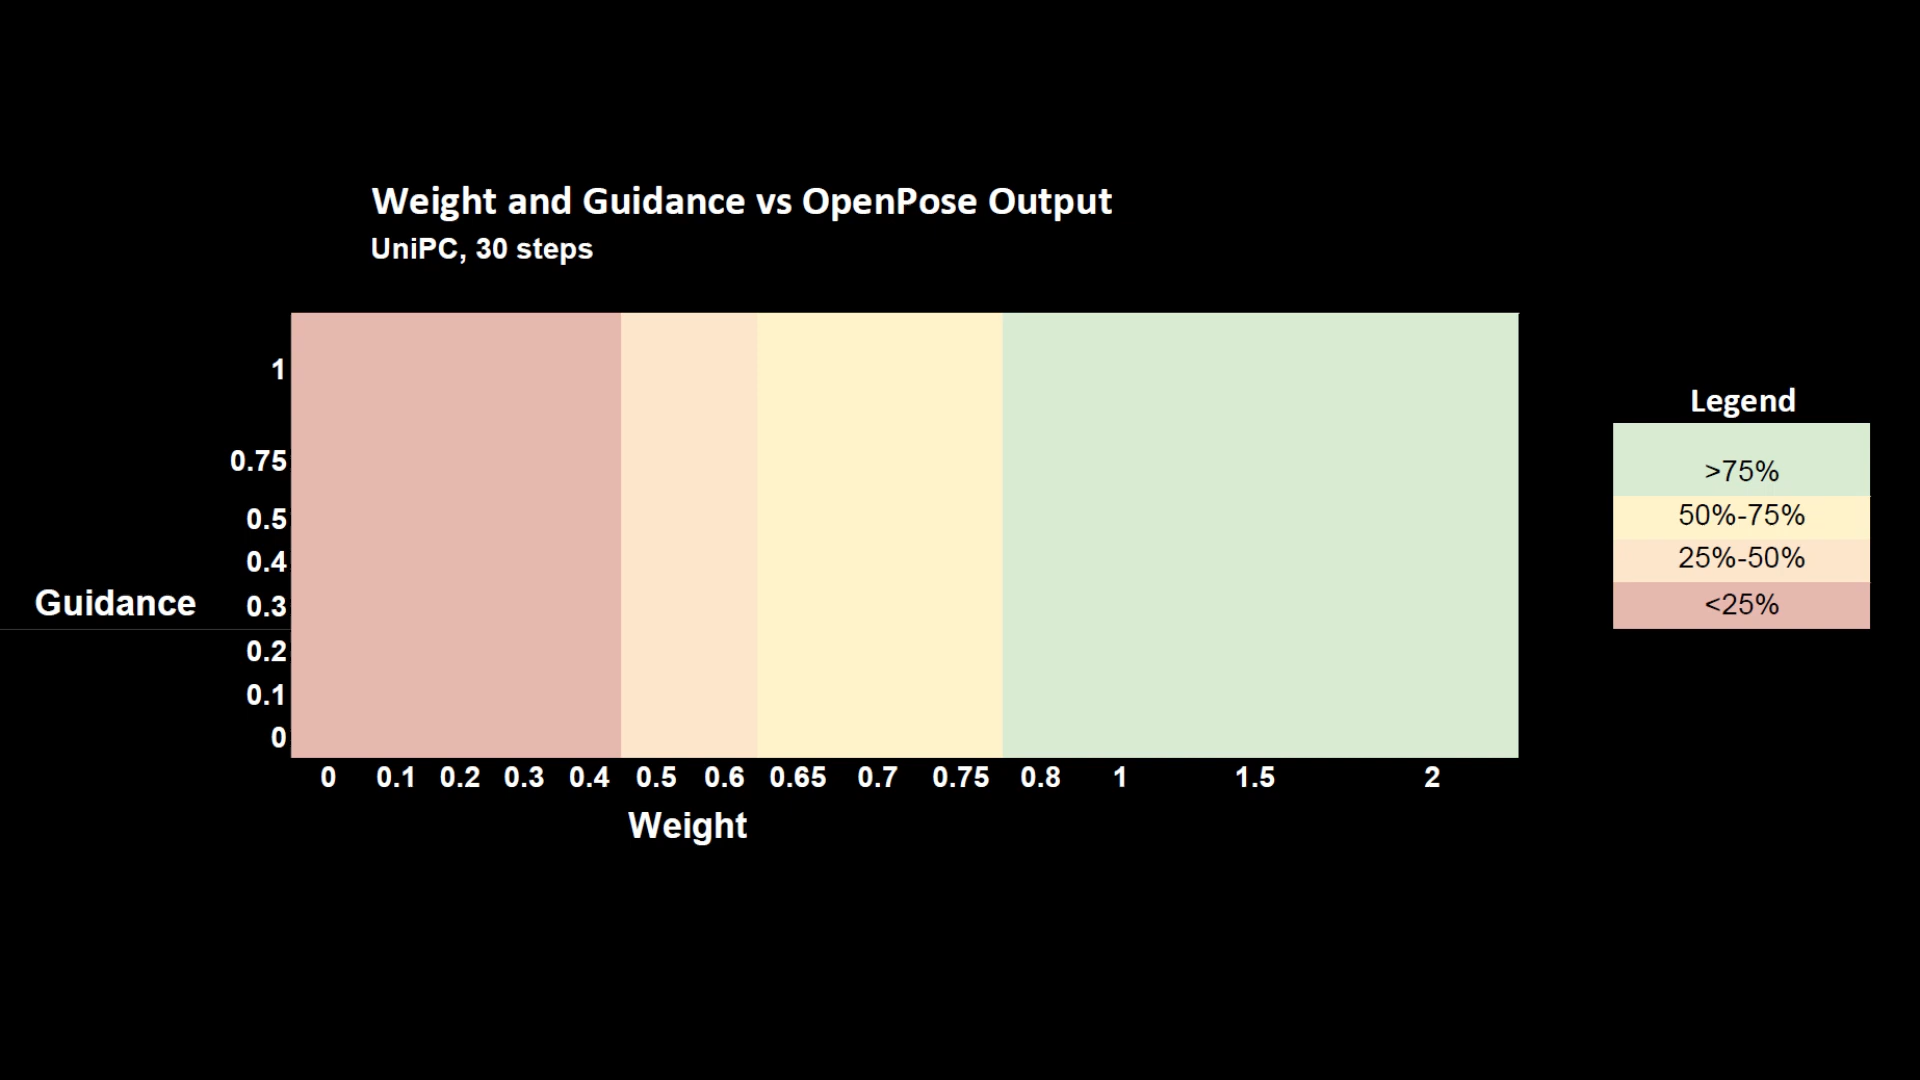 Weight and Guidance vs OpenPose Output
UniPC, 30 steps
1
0.75
0.5
0.4
Guidance
0.3
0.2
0.1
0
0 0.1 0.2 0.3 0.4 0.5 0.6 0.65 0.7 0.75 0.8 1 1.5 2
Weight
Legend
>75%
50%-75%
25%-50%
<25%